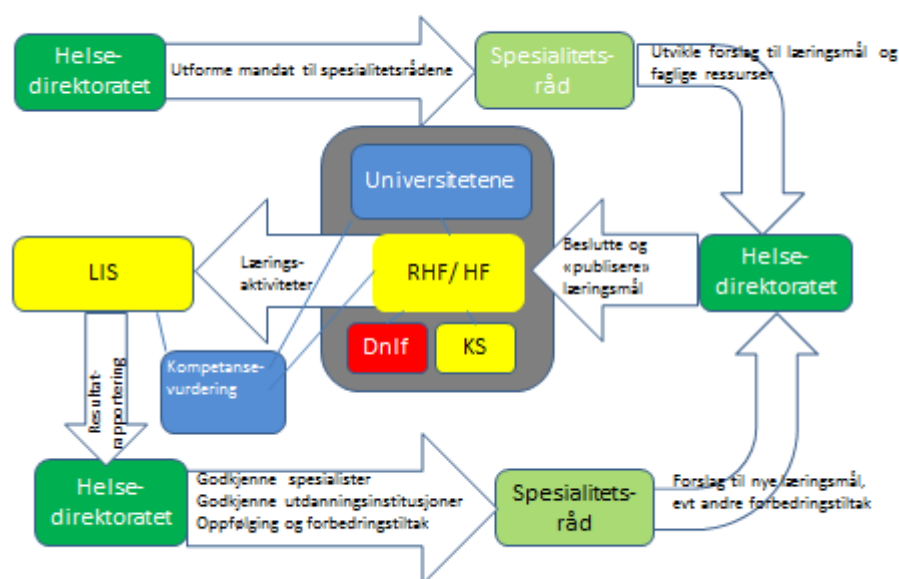 Helse-
direktoratet
Utforme mandat til spesialitetsrådene
Spesialitets-
råd
Utvikle forslag til læringsmål og
faglige ressurser
Universitetene
LIS
Lærings-
aktiviteter
RHF/ HF
Beslutte og
«publisere»
læringsmål
Helse-
direktoratet
Dnlf
KS
Kompetanse-
vurdering
Resultat-
rapportering
Helse-
direktoratet
Godkjenne spesialister
Godkjenne utdanningsinstitusjoner
Oppfølging og forbedringstiltak
Spesialitets-
råd
Forslag til nye læringsmål,
evt andre forbedringstiltak